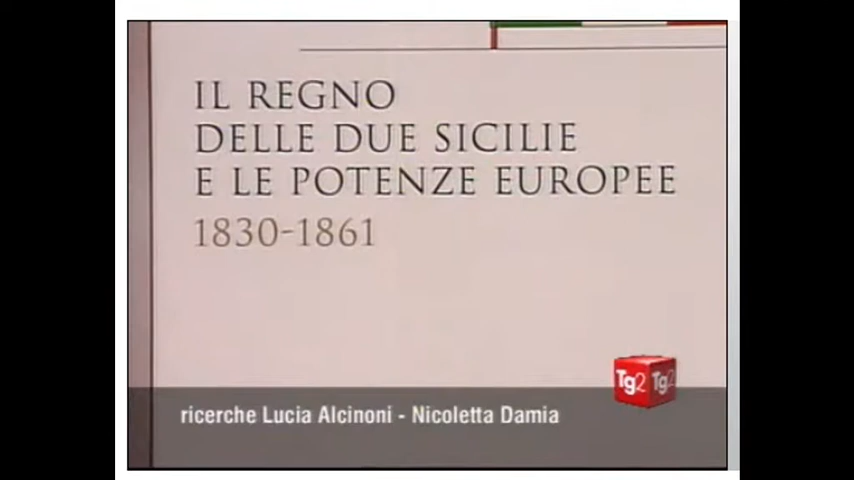 IL REGNO
DELLE DUE SICILIE
E LE POTENZE EUROPEE
1830-1861
Tg2 Tg2
ricerche Lucia Alcinoni - Nicoletta Damia